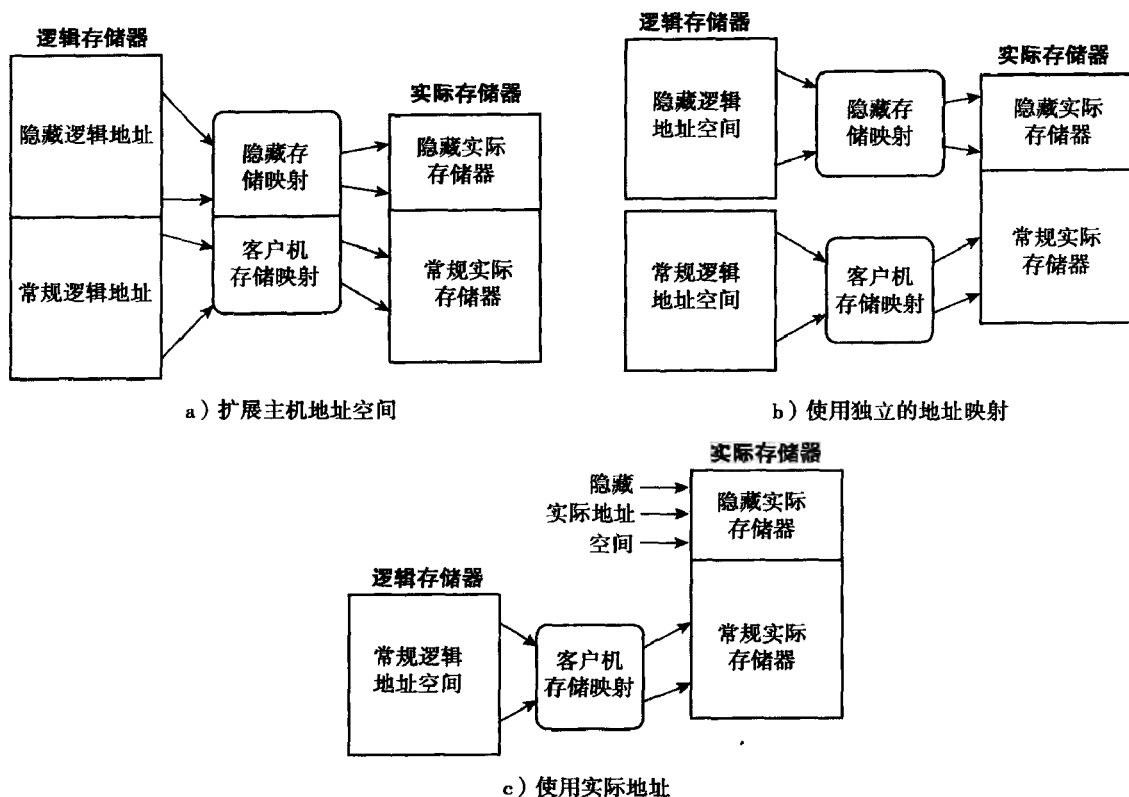 逻辑存储器
隐藏逻辑地址
常规逻辑地址
隐藏存
储映射
客户机
存储映射
实际存储器
隐藏实际
存储器
常规实际
存储器
a）扩展主机地址空间
逻辑存储器
隐藏逻辑
地址空间
常规逻辑
地址空间
隐藏存
储映射
客户机
存储映射
实际存储器
隐藏实际
存储器
常规实际
存储器
b）使用独立的地址映射
逻辑存储器
常规逻辑
地址空间
客户机
存储映射
隐藏
实际地址
空间
实际存储器
隐藏实际
存储器
常规实际
存储器
c）使用实际地址